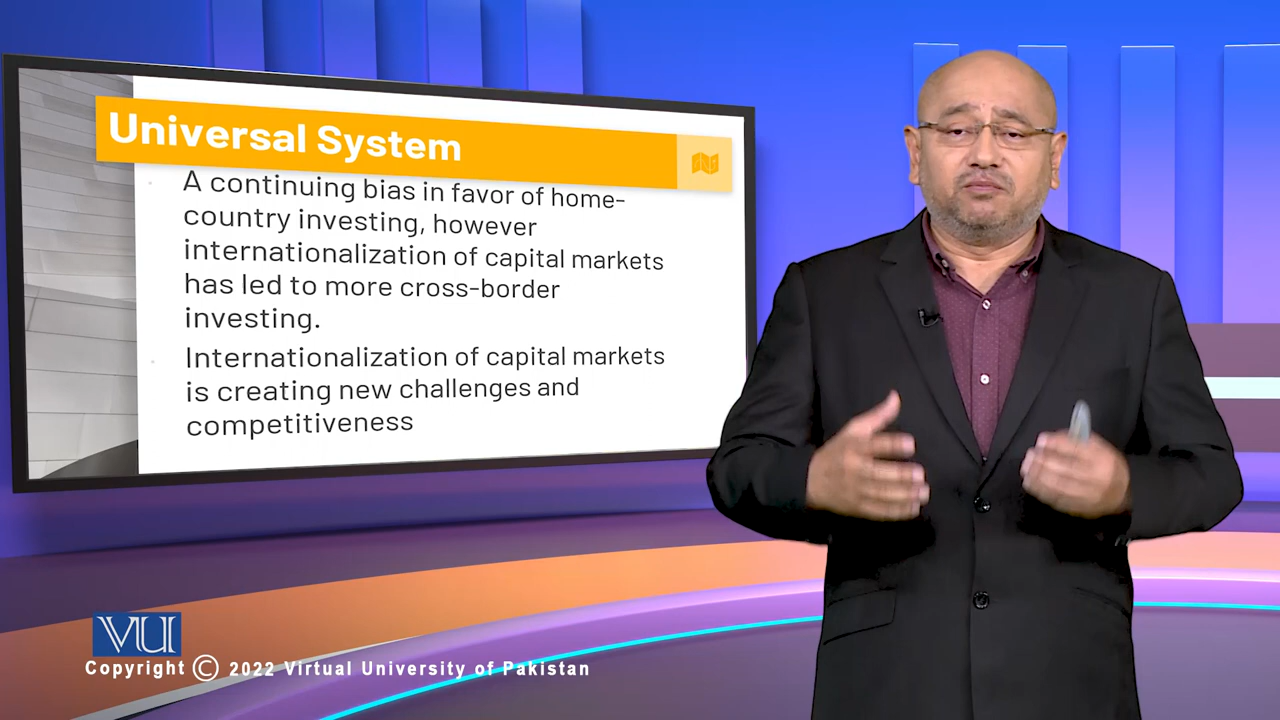 Universal System
A continuing bias in favor of home-
country investing, however
internationalization of capital markets
has led to more cross-border
investing.
Internationalization of capital markets
is creating new challenges and
competitiveness
VU
Copyright © 2022 Virtual University of Pakistan